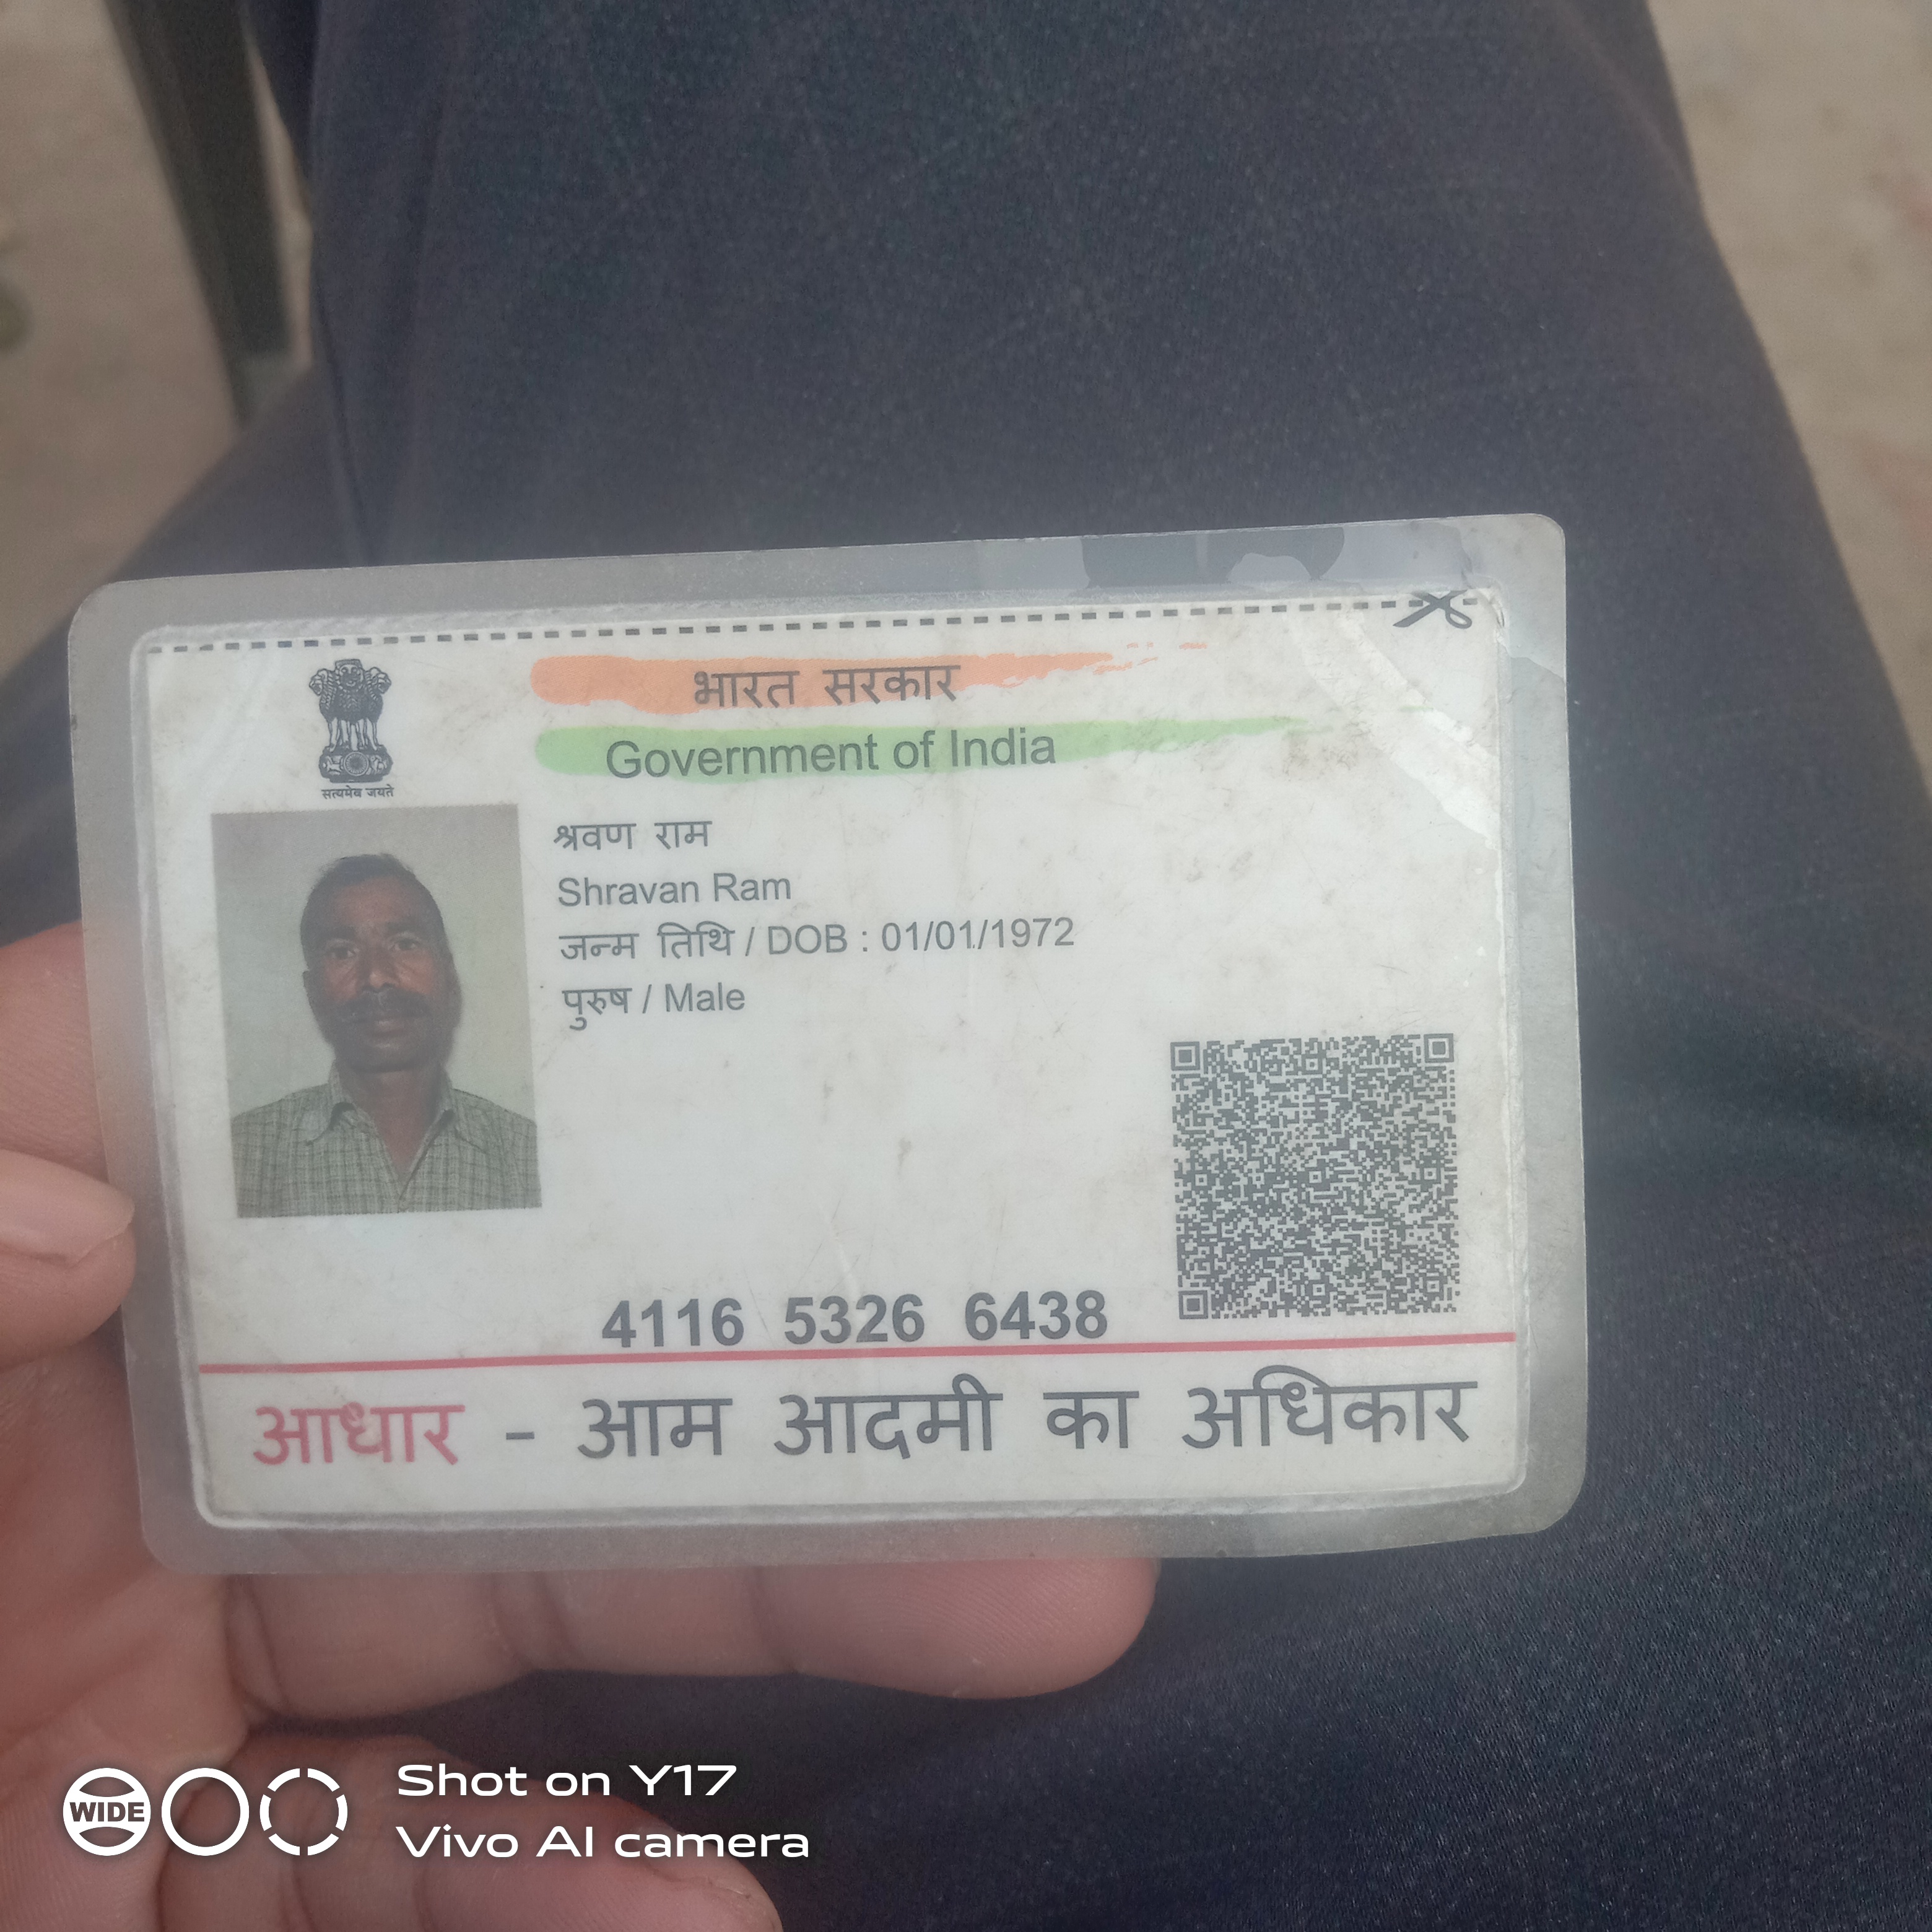 भारत सरकार
Government of India
सत्यमेव जयते
श्रवण राम
Shravan Ram
जन्म तिथि / DOB : 01/01/1972
पुरुष / Male
4116 5326 6438
आधार - आम आदमी का अधिकार
WIDE
Shot on Y17
Vivo AI camera